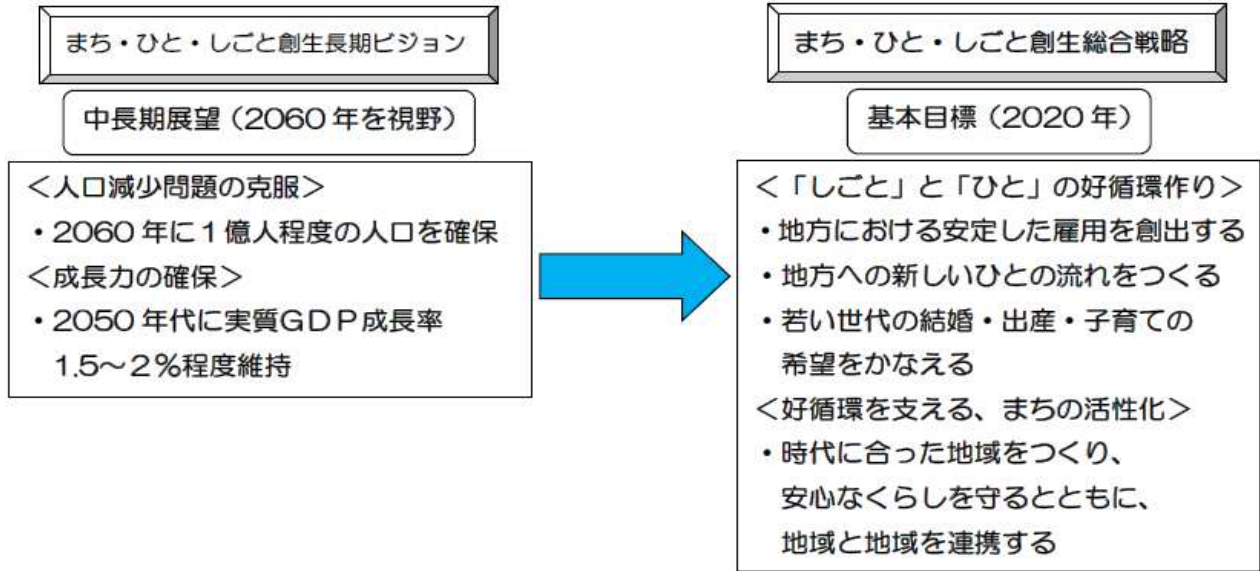 まち・ひと・しごと創生長期ビジョン
中長期展望（2060年を視野）
＜人口減少問題の克服＞
・2060年に1億人程度の人口を確保
＜成長力の確保＞
・2050年代に実質GDP成長率
1.5～2％程度維持
まち・ひと・しごと創生総合戦略
基本目標（2020年）
＜「しごと」と「ひと」の好循環作り＞
・地方における安定した雇用を創出する
・地方への新しいひとの流れをつくる
・若い世代の結婚・出産・子育ての
希望をかなえる
＜好循環を支える、まちの活性化＞
・時代に合った地域をつくり、
安心なくらしを守るとともに、
地域と地域を連携する